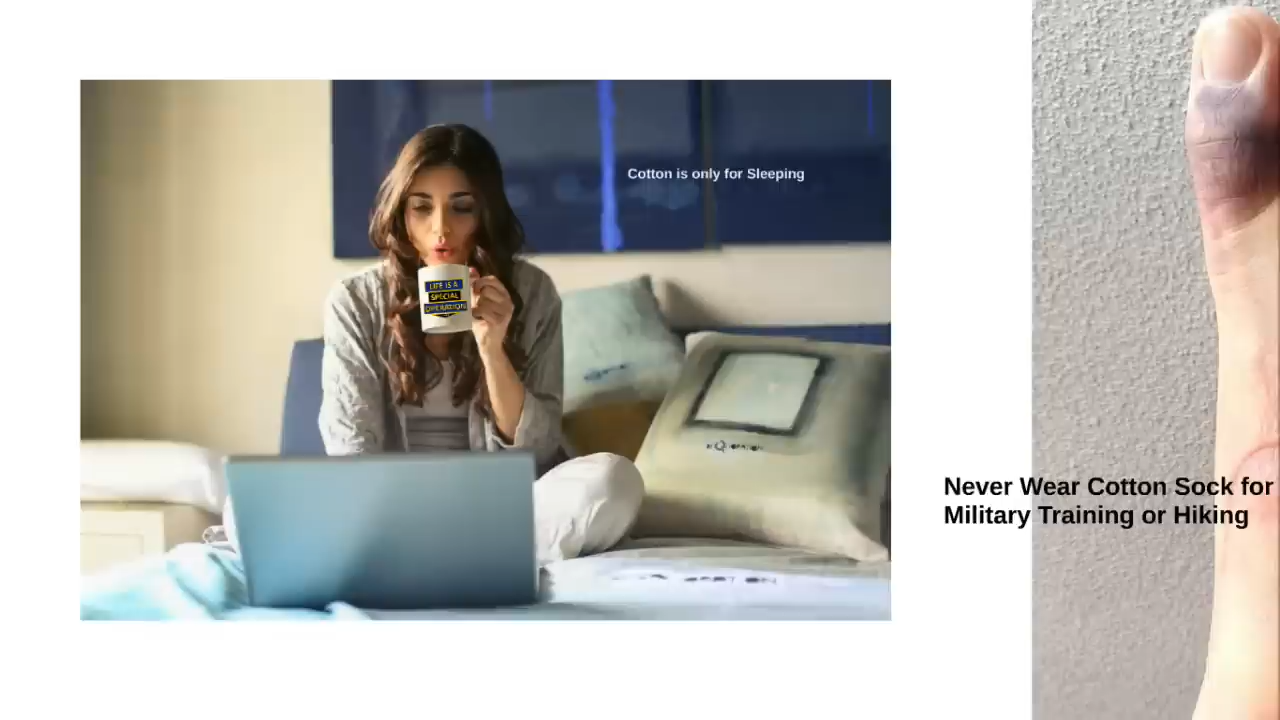 Cotton is only for Sleeping
LIFE IS A
SPECIAL
OPERATION
Never Wear Cotton Sock for
Military Training or Hiking